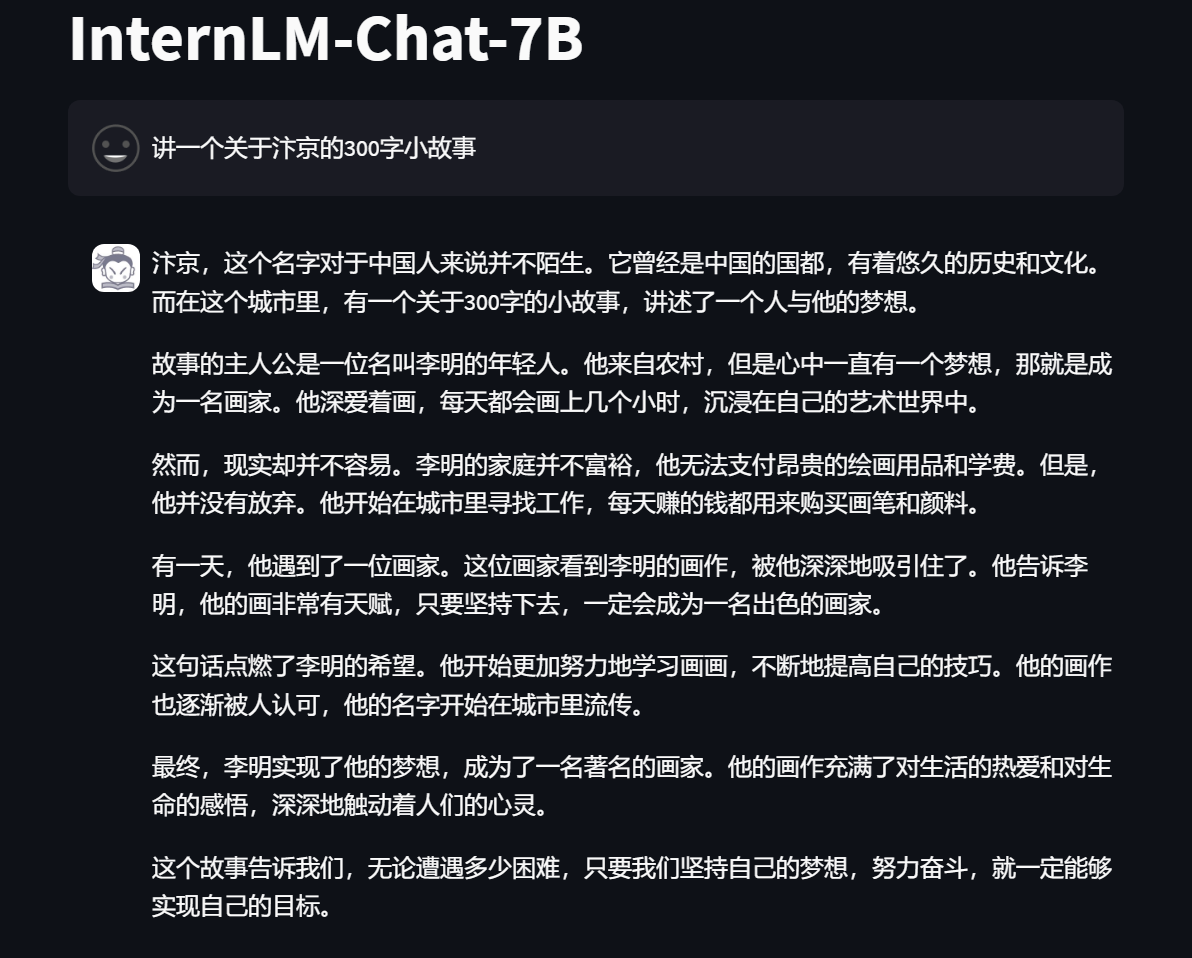 InternLM-Chat-7B
讲一个关于汴京的300字小故事
汴京，这个名字对于中国人来说并不陌生。它曾经是中国的国都，有着悠久的历史和文化。
而在这个城市里，有一个关于300字的小故事，讲述了一个人与他的梦想。
故事的主人公是一位名叫李明的年轻人。他来自农村，但是心中一直有一个梦想，那就是成
为一名画家。他深爱着画，每天都会画上几个小时，沉浸在自己的艺术世界中。
然而，现实却并不容易。李明的家庭并不富裕，他无法支付昂贵的绘画用品和学费。但是，
他并没有放弃。他开始在城市里寻找工作，每天赚的钱都用来购买画笔和颜料。
有一天，他遇到了一位画家。这位画家看到李明的画作，被他深深地吸引住了。他告诉李
明，他的画非常有天赋，只要坚持下去，一定会成为一名出色的画家。
这句话点燃了李明的希望。他开始更加努力地学习画画，不断地提高自己的技巧。他的画作
也逐渐被人认可，他的名字开始在城市里流传。
最终，李明实现了他的梦想，成为了一名著名的画家。他的画作充满了对生活的热爱和对生
命的感悟，深深地触动着人们的心灵。
这个故事告诉我们，无论遭遇多少困难，只要我们坚持自己的梦想，努力奋斗，就一定能够
实现自己的目标。